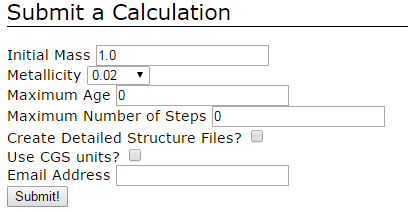 Submit a Calculation
Initial Mass 1.0
Metallicity 0.02
Maximum Age 0
Maximum Number of Steps 0
Create Detailed Structure Files?
Use CGS units?
Email Address
Submit!